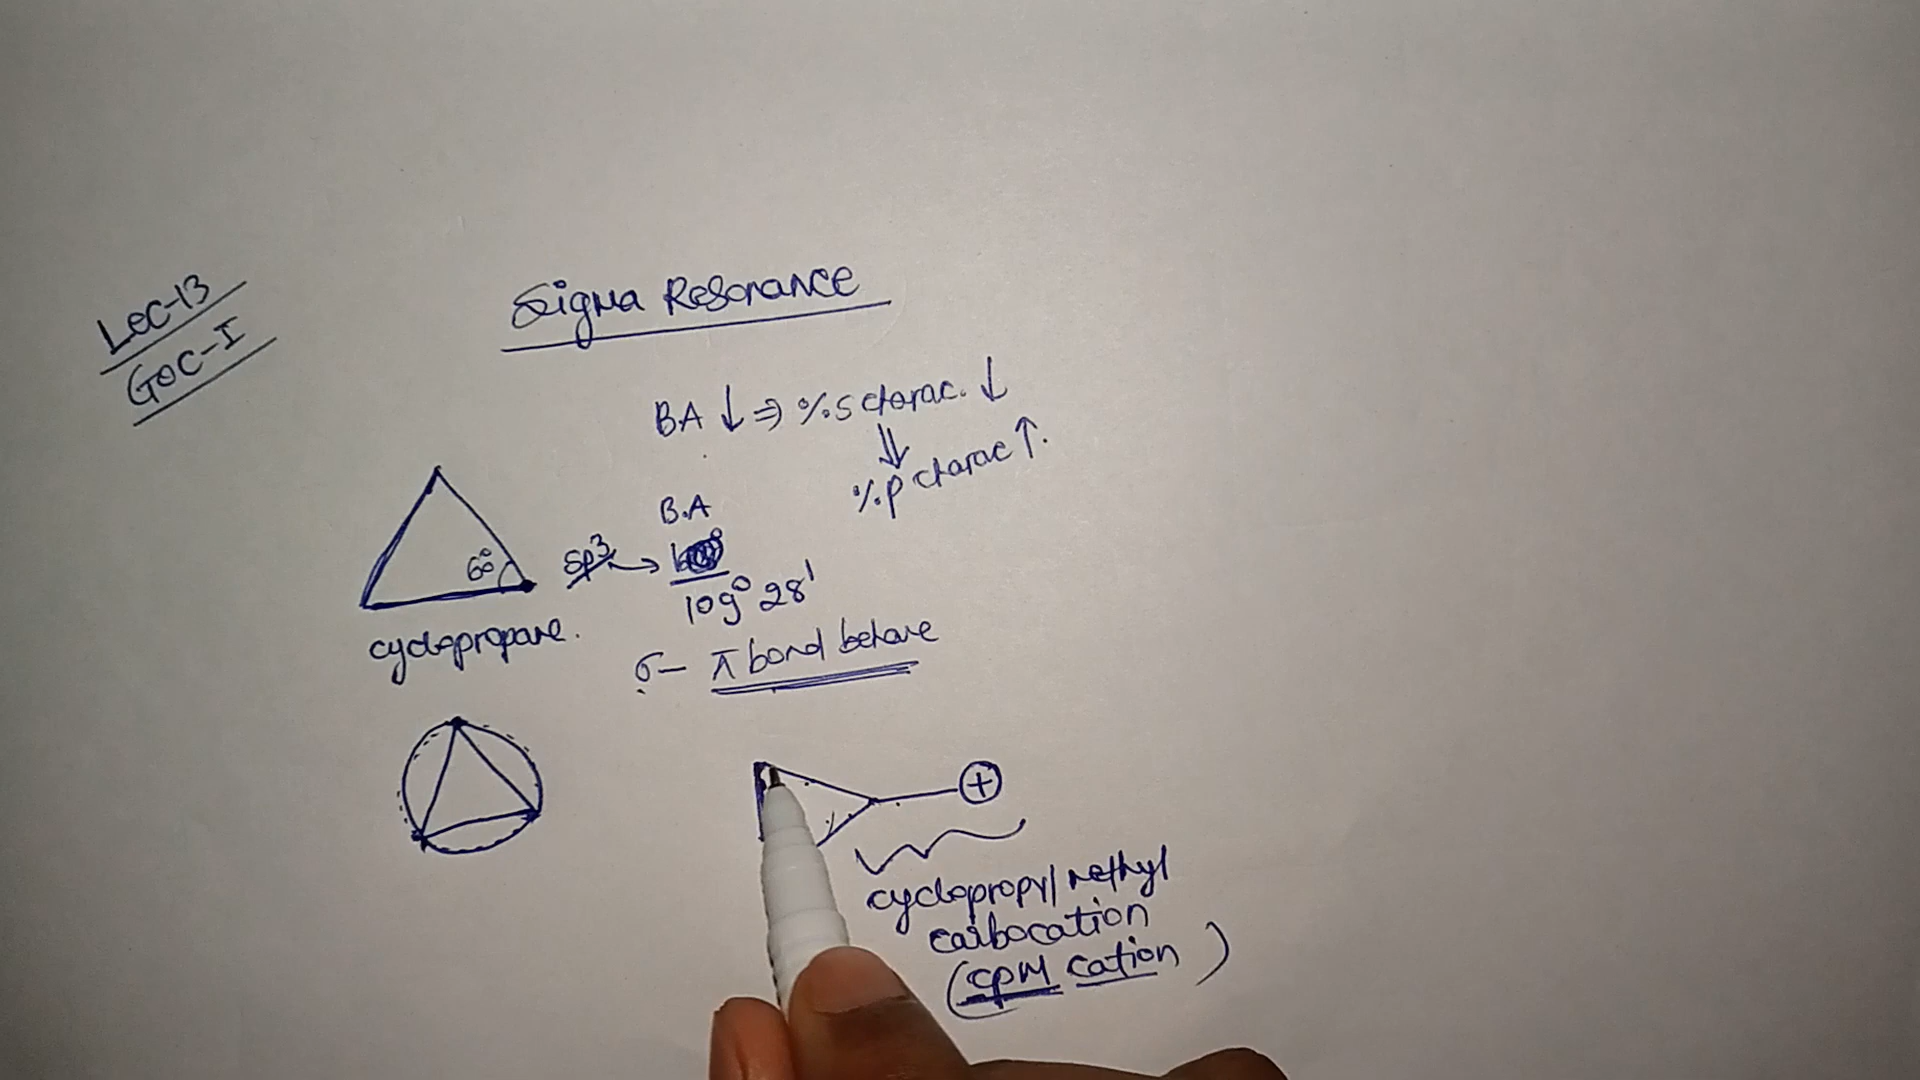 Lec-13
GOC-I
Sigma Resonance
BA ↓ ⇒ %s charac. ↓
⇓
%p charac ↑.
B.A
60°
sp³ →
109° 28'
cyclopropane.
σ- π bond behave
+
cyclopropyl methyl
carbocation
(CPM cation)